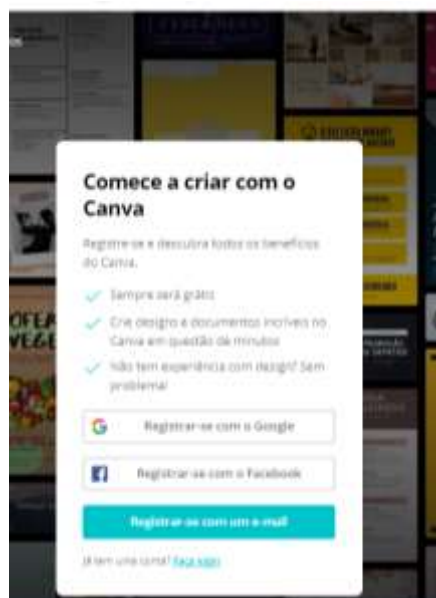 Comece a criar com o
Canva
Registre-se e descubra todos os benefícios
do Canva.
Sempre será grátis
Crie designs e documentos incríveis no
Canva em questão de minutos
Não tem experiência com design? Sem
problema!
Registrar-se com o Google
Registrar-se com o Facebook
Registrar-se com um e-mail
Já tem uma conta? Faça login